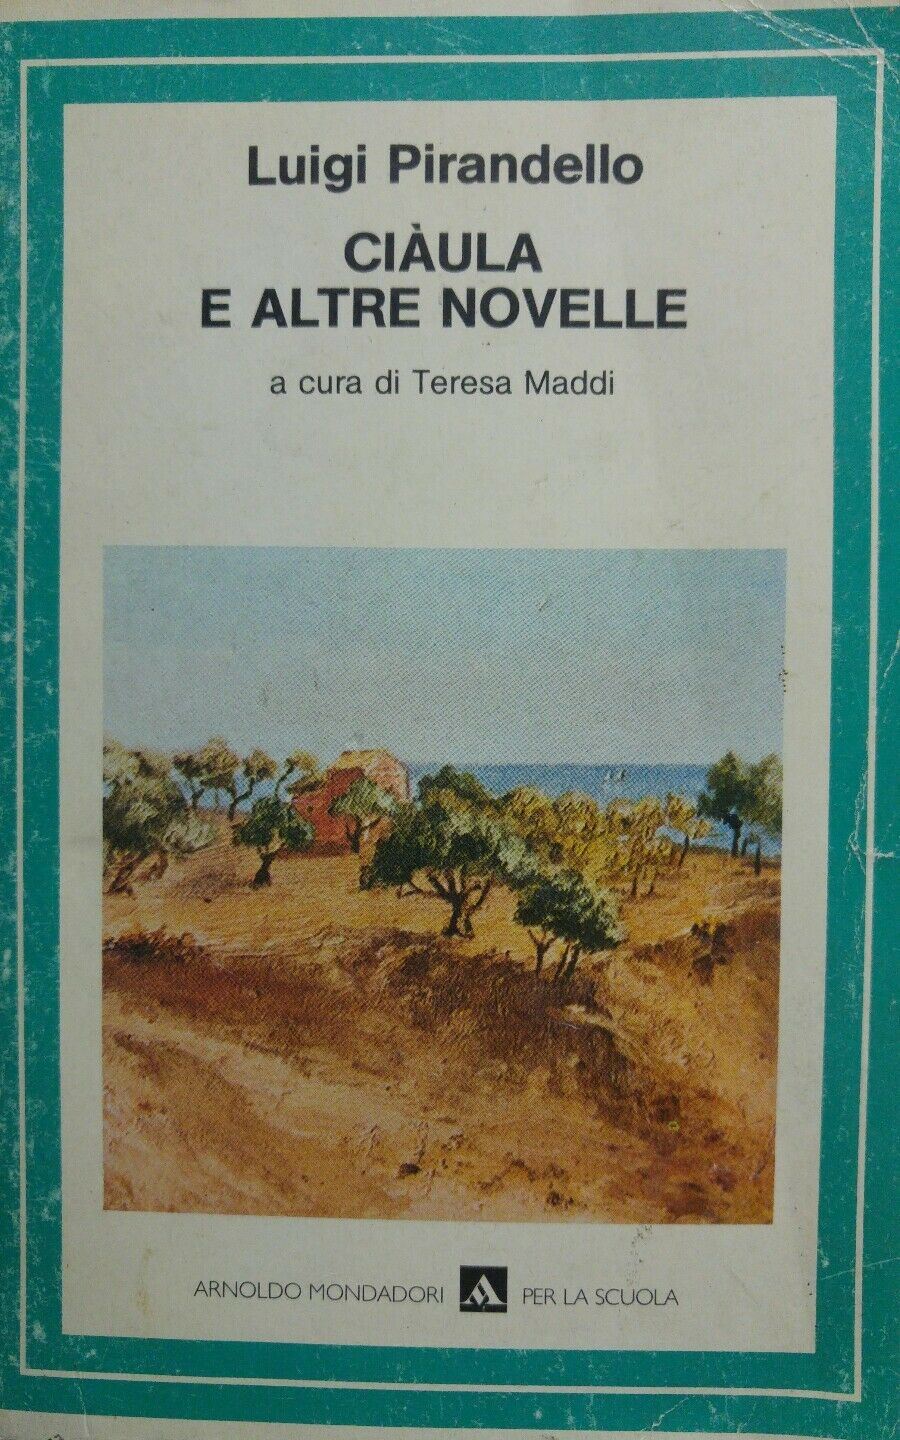 Luigi Pirandello
CIÀULA
E ALTRE NOVELLE
a cura di Teresa Maddi
ARNOLDO MONDADORI PER LA SCUOLA